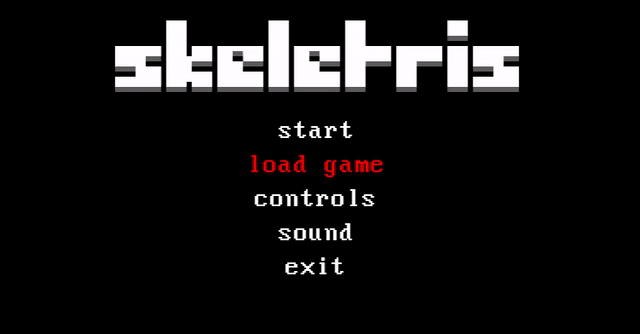 skeletris
start
load game
controls
sound
exit